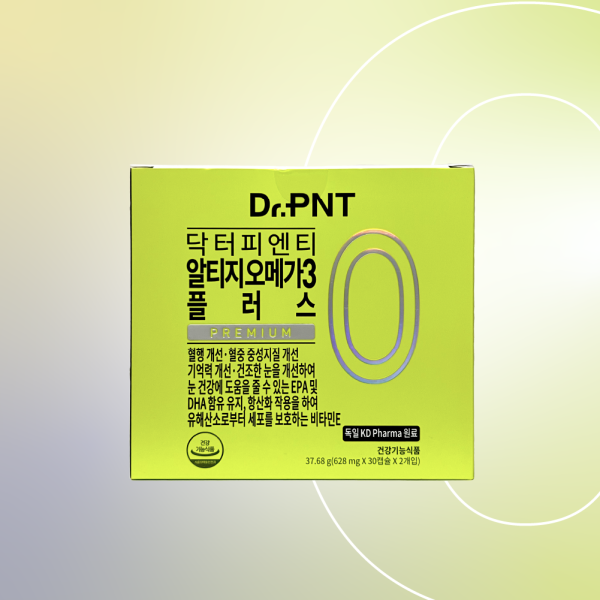 Dr.PNT
닥터피엔티
알티지오메가3
플러스
PREMIUM
혈행 개선·혈중 중성지질 개선
기억력 개선·건조한 눈을 개선하여
눈 건강에 도움을 줄 수 있는 EPA 및
DHA 함유 유지, 항산화 작용을 하여
유해산소로부터 세포를 보호하는 비타민E
독일 KD Pharma 원료
건강
기능식품
건강기능식품
37.68 g(628 mg X 30캡슐 X 2개입)